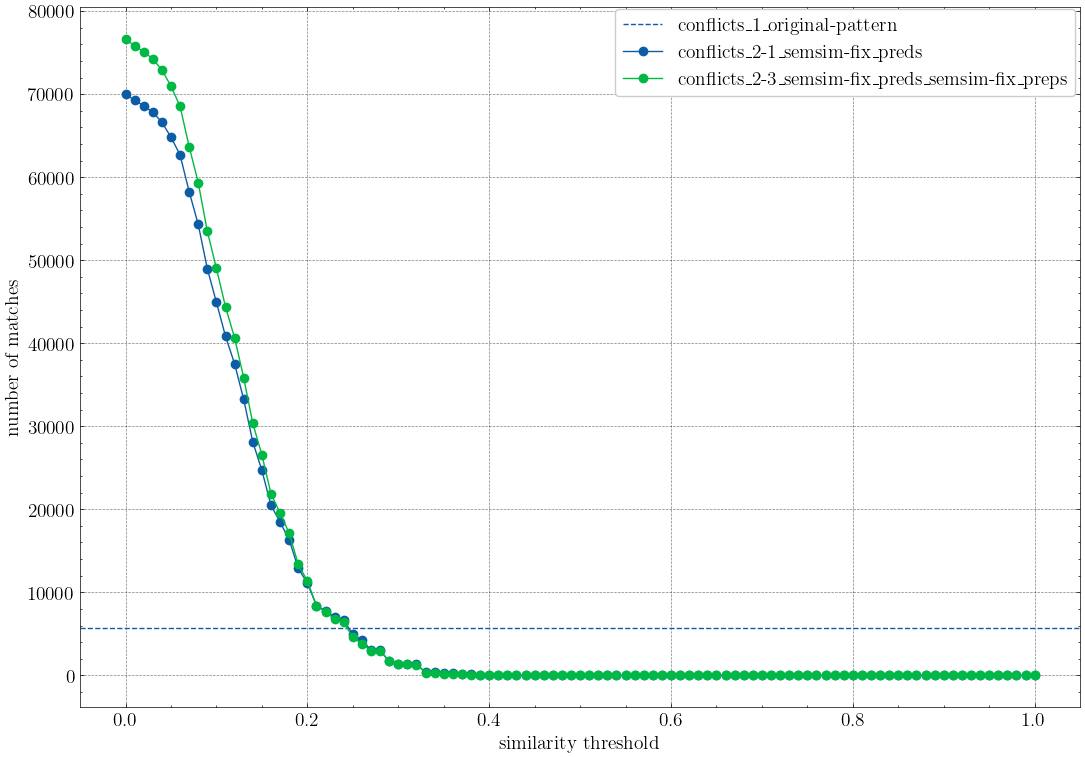 conflicts_1_original-pattern
conflicts_2-1_semsim-fix_preds
conflicts_2-3_semsim-fix_preds_semsim-fix_preps
80000
70000
60000
50000
40000
30000
20000
10000
0
number of matches
0.0 0.2 0.4 0.6 0.8 1.0
similarity threshold